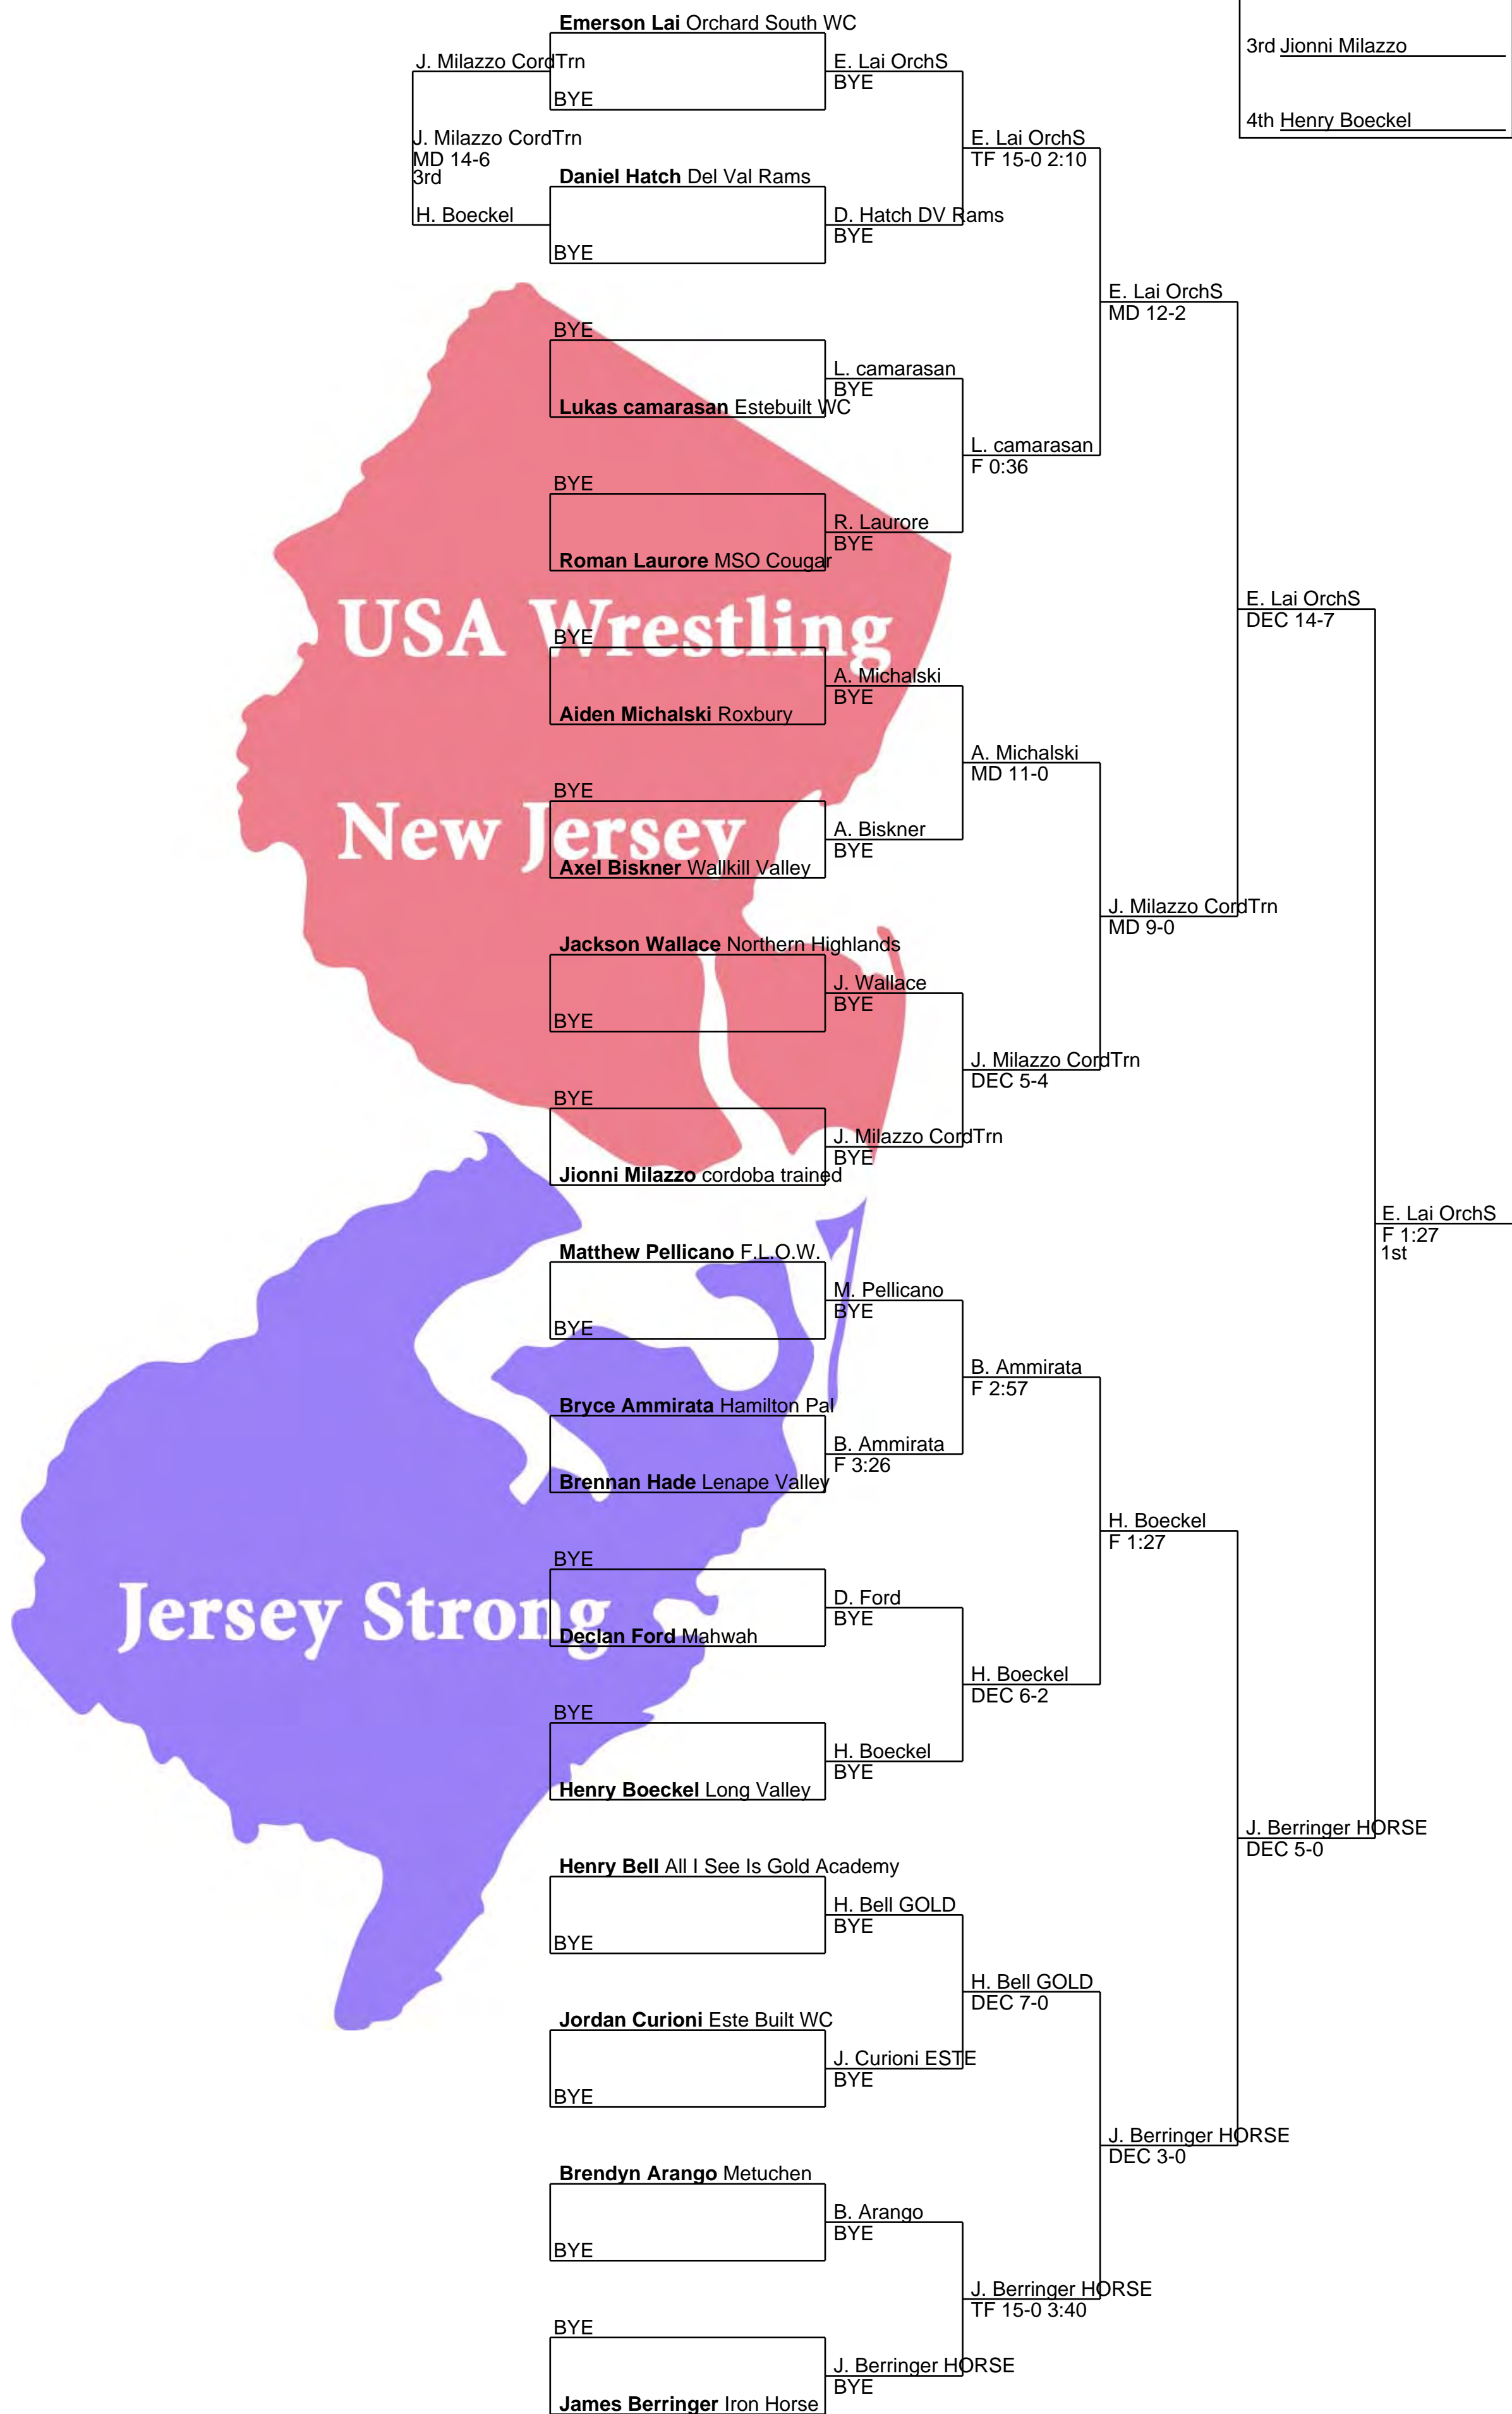 Emerson Lai Orchard South WC
3rd Jionni Milazzo
J. Milazzo CordTrn
E. Lai OrchS
BYE
BYE
4th Henry Boeckel
J. Milazzo CordTrn
MD 14-6
3rd
E. Lai OrchS
TF 15-0 2:10
Daniel Hatch Del Val Rams
H. Boeckel
D. Hatch DV Rams
BYE
BYE
E. Lai OrchS
MD 12-2
BYE
L. camarasan
BYE
Lukas camarasan Estebuilt WC
L. camarasan
F 0:36
BYE
R. Laurore
BYE
Roman Laurore MSO Cougar
USA Wrestling
E. Lai OrchS
DEC 14-7
BYE
A. Michalski
BYE
Aiden Michalski Roxbury
A. Michalski
MD 11-0
BYE
New Jersey
A. Biskner
BYE
Axel Biskner Wallkill Valley
J. Milazzo CordTrn
MD 9-0
Jackson Wallace Northern Highlands
J. Wallace
BYE
BYE
J. Milazzo CordTrn
DEC 5-4
BYE
J. Milazzo CordTrn
BYE
Jionni Milazzo cordoba trained
E. Lai OrchS
F 1:27
1st
Matthew Pellicano F.L.O.W.
M. Pellicano
BYE
BYE
B. Ammirata
F 2:57
Bryce Ammirata Hamilton Pal
B. Ammirata
F 3:26
Brennan Hade Lenape Valley
H. Boeckel
F 1:27
BYE
D. Ford
BYE
Jersey Strong
Declan Ford Mahwah
H. Boeckel
DEC 6-2
BYE
H. Boeckel
BYE
Henry Boeckel Long Valley
J. Berringer HORSE
DEC 5-0
Henry Bell All I See Is Gold Academy
H. Bell GOLD
BYE
BYE
H. Bell GOLD
DEC 7-0
Jordan Curioni Este Built WC
J. Curioni ESTE
BYE
BYE
J. Berringer HORSE
DEC 3-0
Brendyn Arango Metuchen
B. Arango
BYE
BYE
J. Berringer HORSE
TF 15-0 3:40
BYE
J. Berringer HORSE
BYE
James Berringer Iron Horse